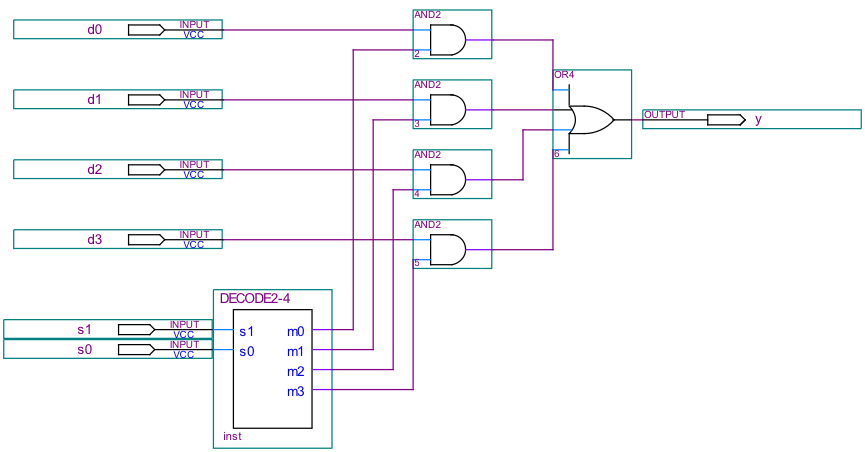 AND2
d0 INPUT
VCC
2
OR4
AND2
d1 INPUT
VCC
3
OUTPUT y
AND2
d2 INPUT
VCC
4
6
AND2
d3 INPUT
VCC
5
DECODE2-4
s1 INPUT
VCC
s0 INPUT
VCC
s1 m0
s0 m1
m2
m3
inst